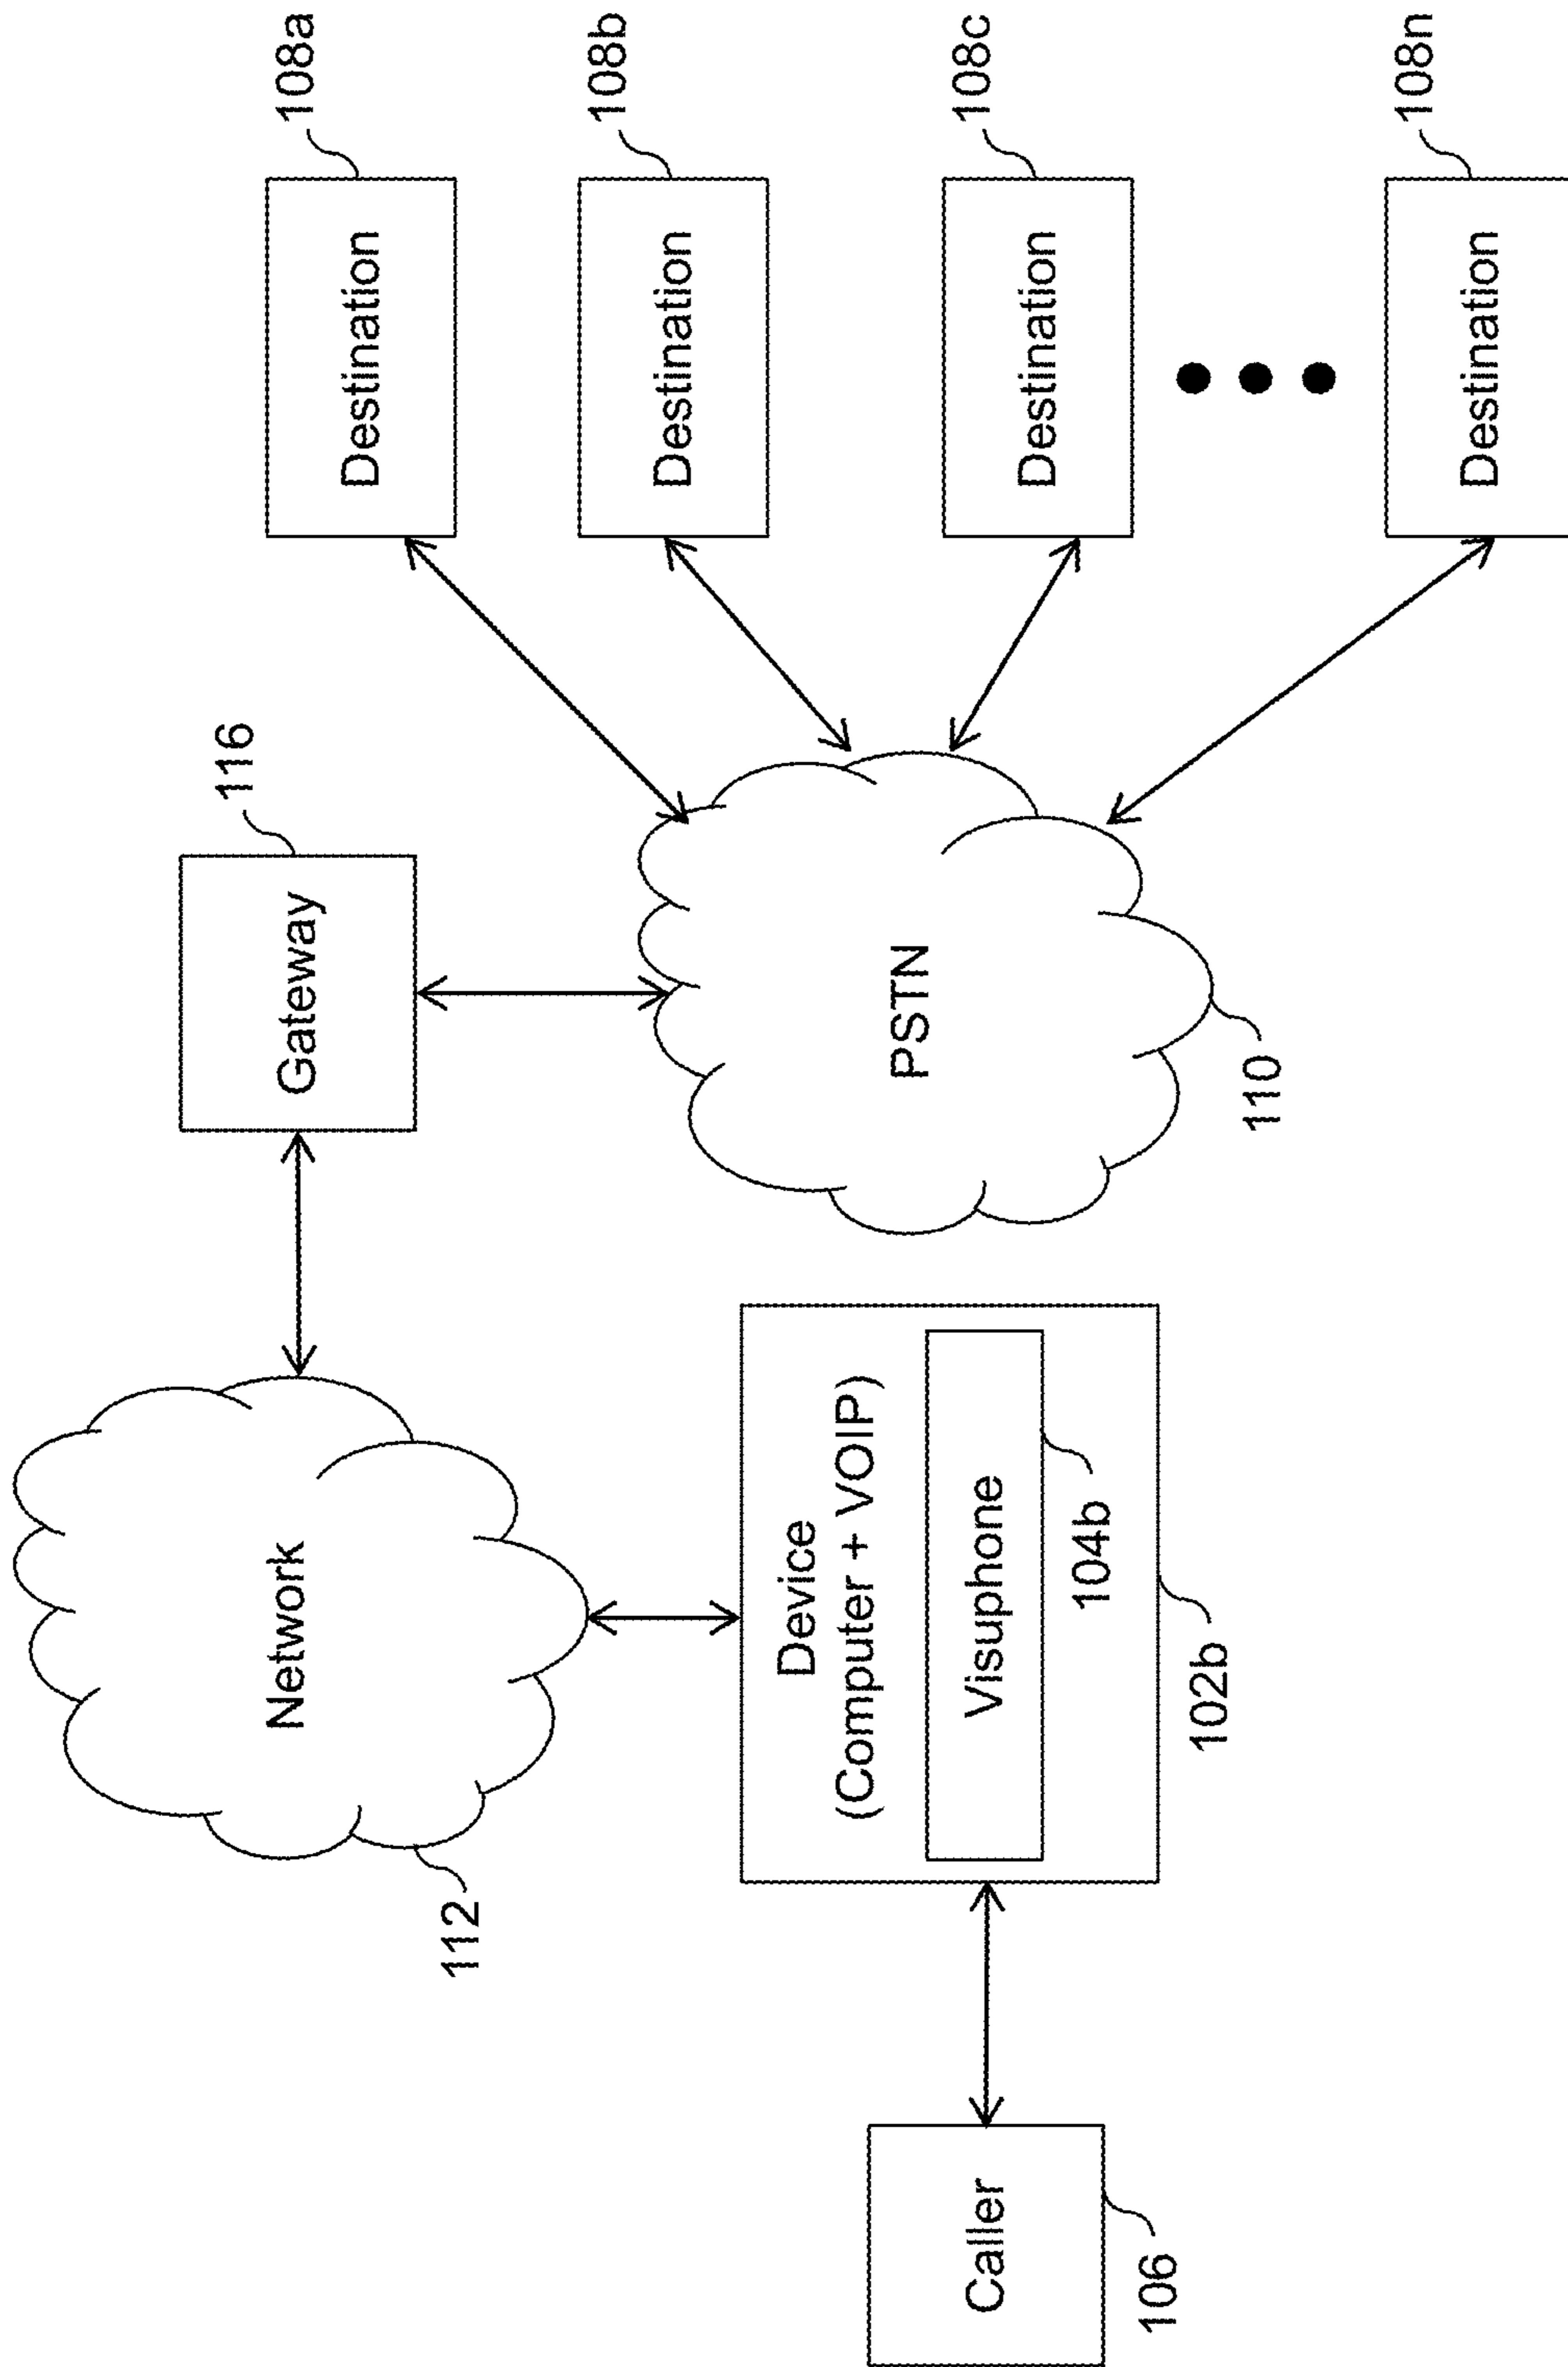 Network
112
Gateway
116
Destination
108a
Destination
108b
Destination
108c
Destination
108n
PSTN
110
Device
(Computer + VOIP)
Visuphone
104b
102b
Caller
106